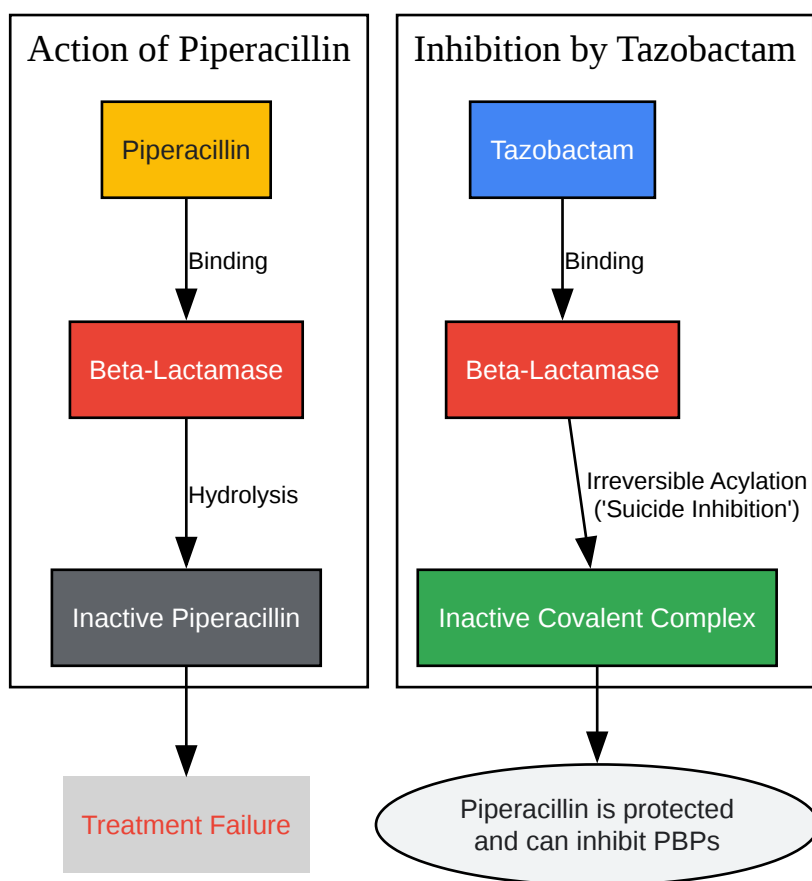 Action of Piperacillin
Piperacillin
Binding
Beta-Lactamase
Hydrolysis
Inactive Piperacillin
Treatment Failure
Inhibition by Tazobactam
Tazobactam
Binding
Beta-Lactamase
Irreversible Acylation
('Suicide Inhibition')
Inactive Covalent Complex
Piperacillin is protected
and can inhibit PBPs